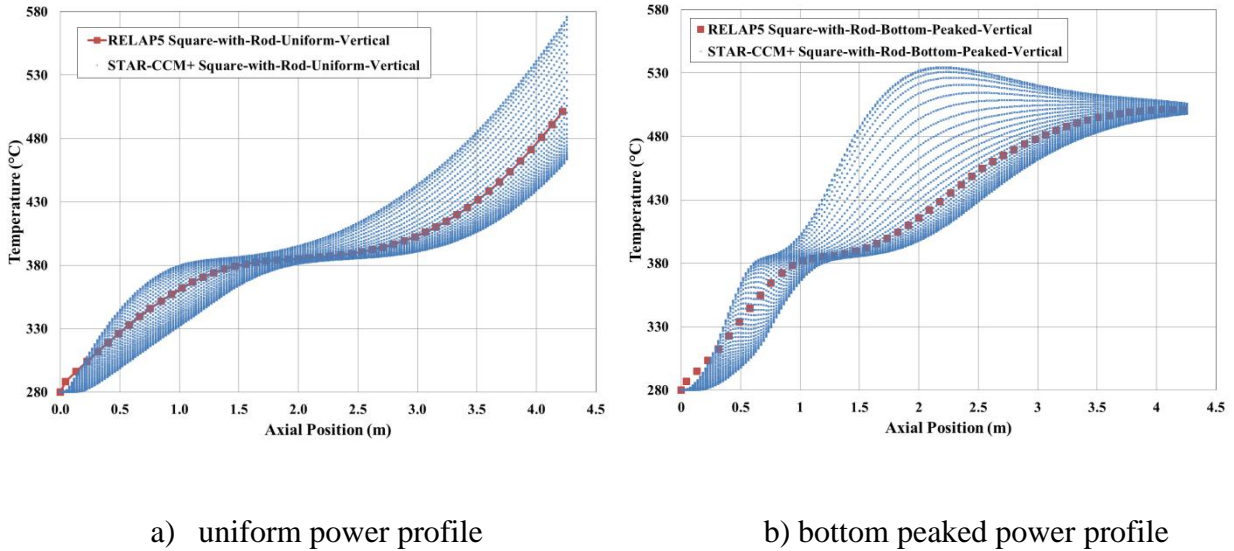 580
530
480
430
380
330
280
Temperature (°C)
RELAP5 Square-with-Rod-Uniform-Vertical
STAR-CCM+ Square-with-Rod-Uniform-Vertical
0.0 0.5 1.0 1.5 2.0 2.5 3.0 3.5 4.0 4.5
Axial Position (m)
580
530
480
430
380
330
280
Temperature (°C)
RELAP5 Square-with-Rod-Bottom-Peaked-Vertical
STAR-CCM+ Square-with-Rod-Bottom-Peaked-Vertical
0 0.5 1 1.5 2 2.5 3 3.5 4 4.5
Axial Position (m)
a) uniform power profile
b) bottom peaked power profile